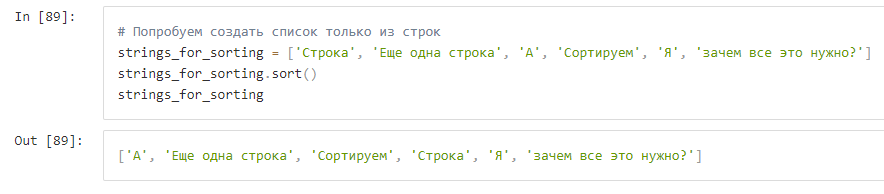 In [89]:
# Попробуем создать список только из строк
strings_for_sorting = ['Строка', 'Еще одна строка', 'А', 'Сортируем', 'Я', 'зачем все это нужно?']
strings_for_sorting.sort()
strings_for_sorting
Out [89]:
['А', 'Еще одна строка', 'Сортируем', 'Строка', 'Я', 'зачем все это нужно?']